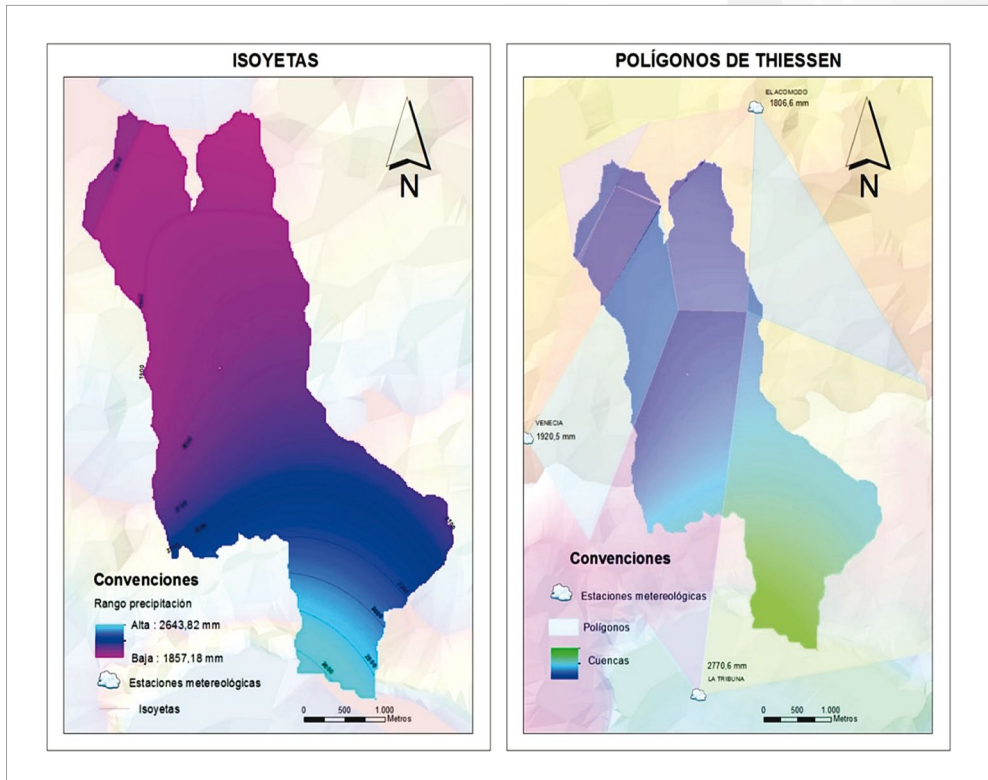 ISOYETAS
N
Convenciones
Rango precipitación
Alta : 2643,82 mm
Baja : 1857,18 mm
Estaciones metereológicas
Isoyetas
0 500 1.000
Metros
POLÍGONOS DE THIESSEN
EL ACOMODO
1806,6 mm
N
VENECIA
1920,5 mm
Convenciones
Estaciones metereológicas
Polígonos
Cuencas
2770,6 mm
LA TRIBUNA
0 500 1.000
Metros